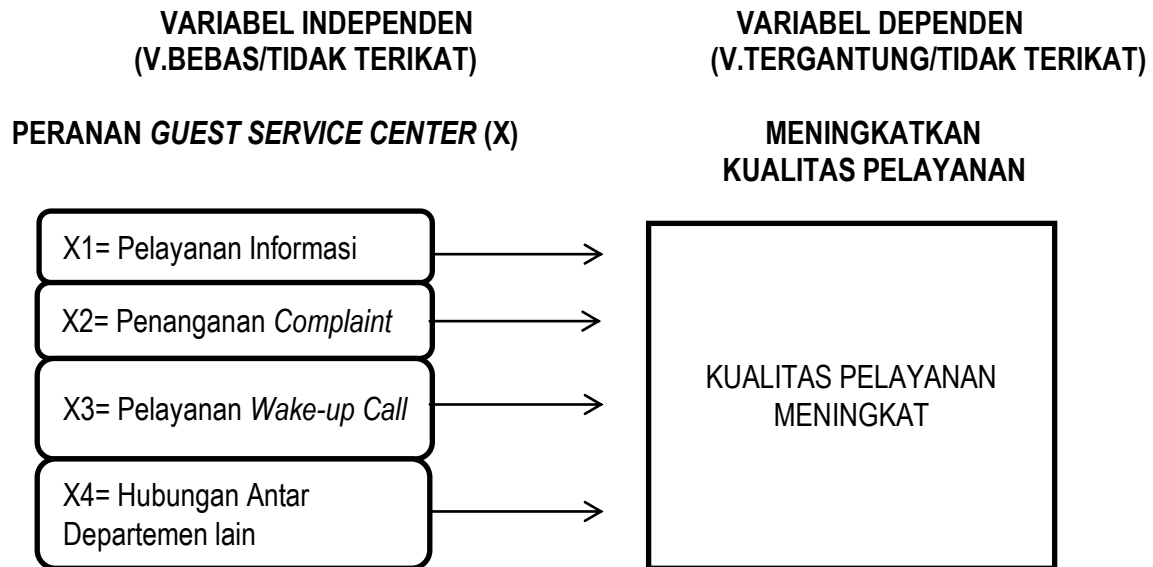 VARIABEL INDEPENDEN
(V.BEBAS/TIDAK TERIKAT)
VARIABEL DEPENDEN
(V.TERGANTUNG/TIDAK TERIKAT)
PERANAN GUEST SERVICE CENTER (X)
MENINGKATKAN
KUALITAS PELAYANAN
X1= Pelayanan Informasi
X2= Penanganan Complaint
X3= Pelayanan Wake-up Call
X4= Hubungan Antar
Departemen lain
KUALITAS PELAYANAN
MENINGKAT